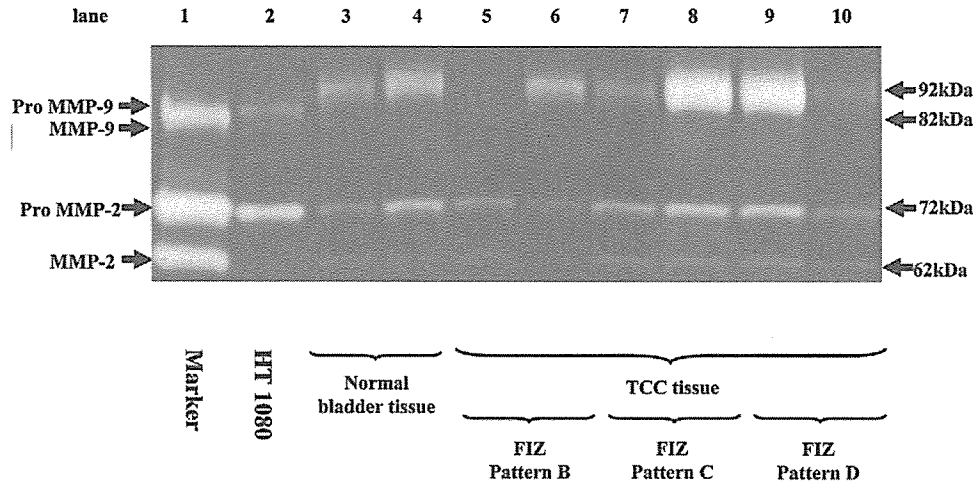 lane 1 2 3 4 5 6 7 8 9 10
Pro MMP-9
MMP-9
Pro MMP-2
MMP-2
92kDa
82kDa
72kDa
62kDa
Marker
HT 1080
Normal
bladder tissue
TCC tissue
FIZ
Pattern B
FIZ
Pattern C
FIZ
Pattern D